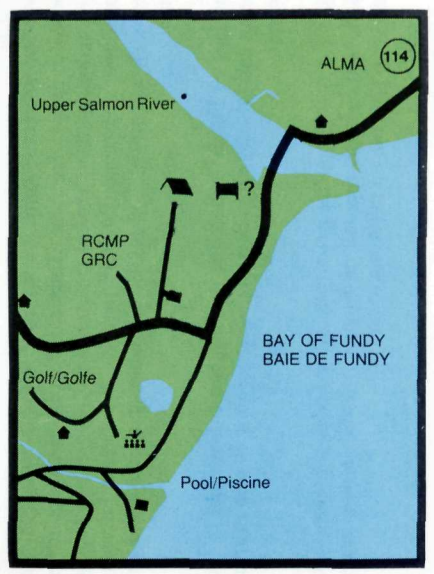 ALMA
114
Upper Salmon River
?
RCMP
GRC
BAY OF FUNDY
BAIE DE FUNDY
Golf/Golfe
Pool/Piscine